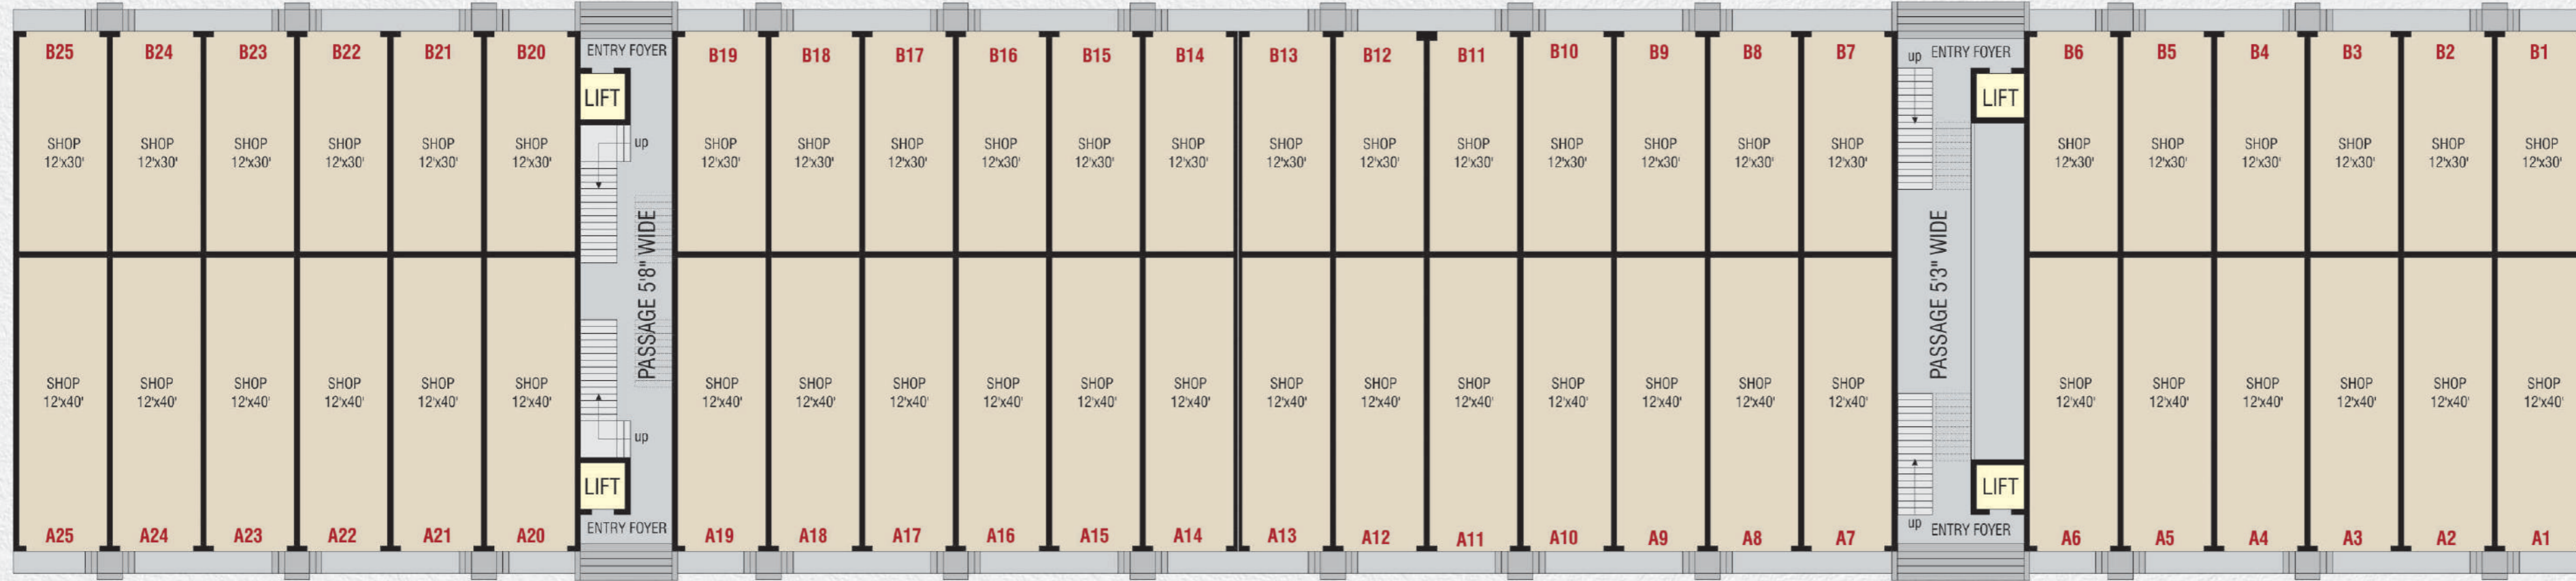 B25 B24 B23 B22 B21 B20 ENTRY FOYER B19 B18 B17 B16 B15 B14 B13 B12 B11 B10 B9 B8 B7 up ENTRY FOYER B6 B5 B4 B3 B2 B1
LIFT LIFT
SHOP SHOP SHOP SHOP SHOP SHOP up SHOP SHOP SHOP SHOP SHOP SHOP SHOP SHOP SHOP SHOP SHOP SHOP SHOP SHOP SHOP SHOP SHOP SHOP SHOP
12'x30' 12'x30' 12'x30' 12'x30' 12'x30' 12'x30' 12'x30' 12'x30' 12'x30' 12'x30' 12'x30' 12'x30' 12'x30' 12'x30' 12'x30' 12'x30' 12'x30' 12'x30' 12'x30' 12'x30' 12'x30' 12'x30' 12'x30' 12'x30' 12'x30'
PASSAGE 5'8" WIDE
PASSAGE 5'3" WIDE
SHOP SHOP SHOP SHOP SHOP SHOP SHOP SHOP SHOP SHOP SHOP SHOP SHOP SHOP SHOP SHOP SHOP SHOP SHOP SHOP SHOP SHOP SHOP SHOP SHOP
12'x40' 12'x40' 12'x40' 12'x40' 12'x40' 12'x40' 12'x40' 12'x40' 12'x40' 12'x40' 12'x40' 12'x40' 12'x40' 12'x40' 12'x40' 12'x40' 12'x40' 12'x40' 12'x40' 12'x40' 12'x40' 12'x40' 12'x40' 12'x40' 12'x40'
up
LIFT LIFT
A25 A24 A23 A22 A21 A20 ENTRY FOYER A19 A18 A17 A16 A15 A14 A13 A12 A11 A10 A9 A8 A7 up ENTRY FOYER A6 A5 A4 A3 A2 A1